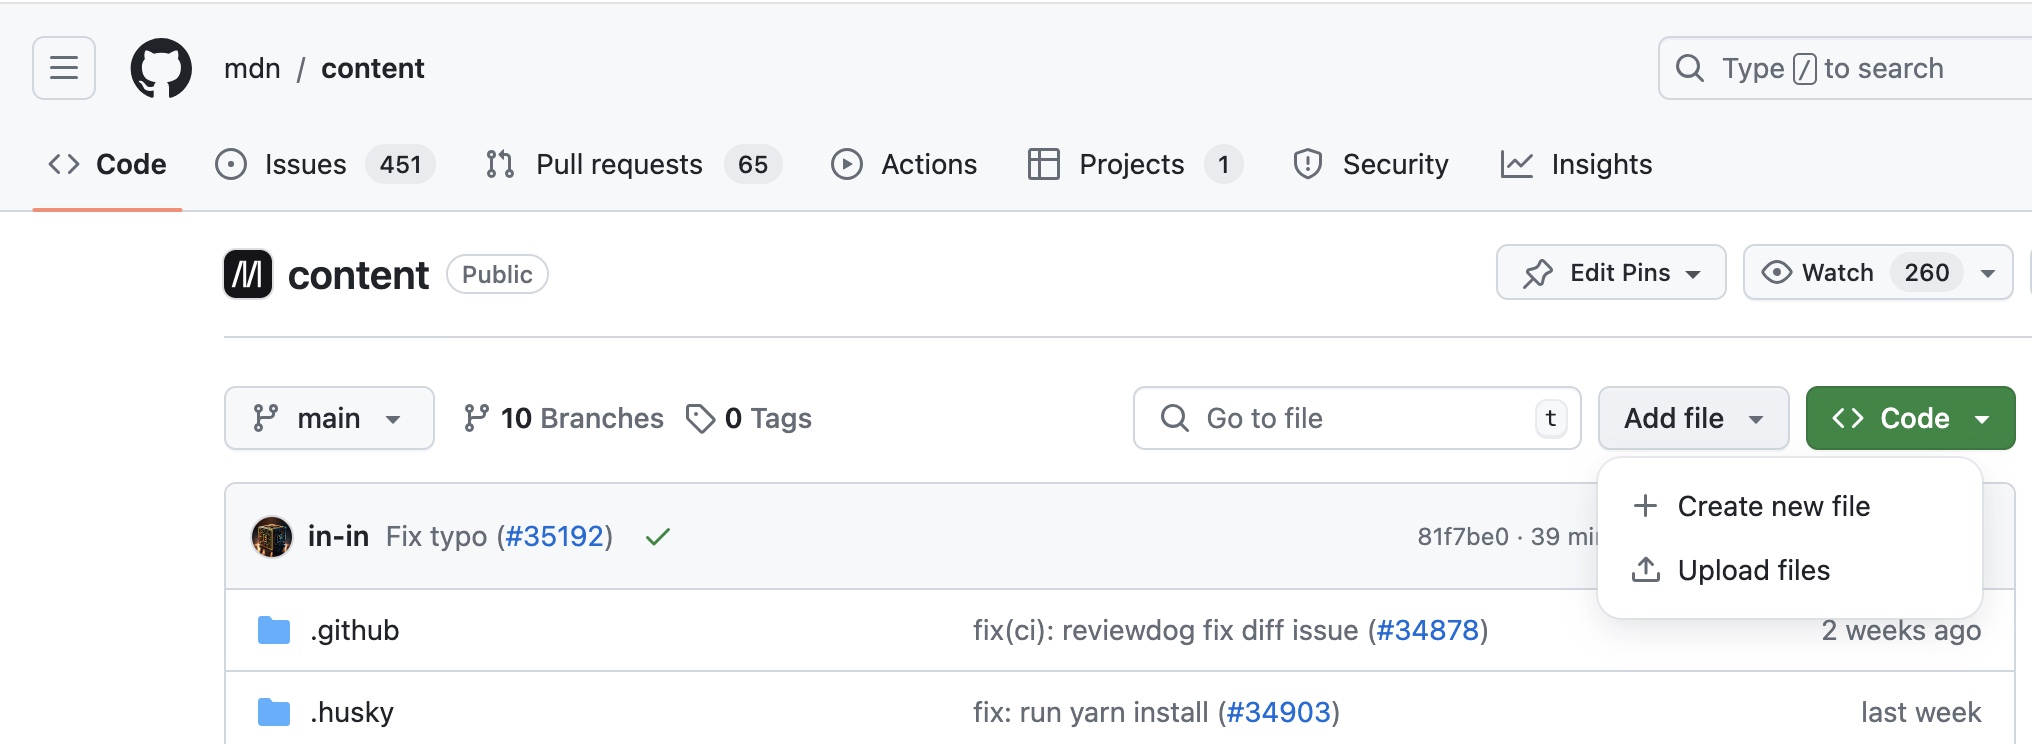 mdn / content
Type / to search
Code
Issues 451
Pull requests 65
Actions
Projects 1
Security
Insights
content Public
Edit Pins
Watch 260
main
10 Branches
0 Tags
Go to file t
Add file
Code
Create new file
Upload files
in-in Fix typo (#35192)
81f7be0 · 39
.github fix(ci): reviewdog fix diff issue (#34878) 2 weeks ago
.husky fix: run yarn install (#34903) last week